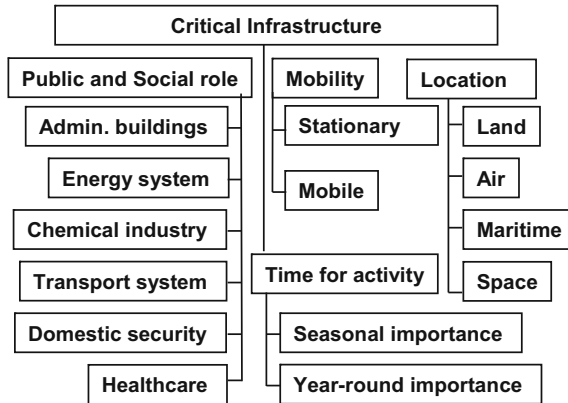 Critical Infrastructure
Public and Social role
Admin. buildings
Energy system
Chemical industry
Transport system
Domestic security
Healthcare
Mobility
Stationary
Mobile
Time for activity
Seasonal importance
Year-round importance
Location
Land
Air
Maritime
Space